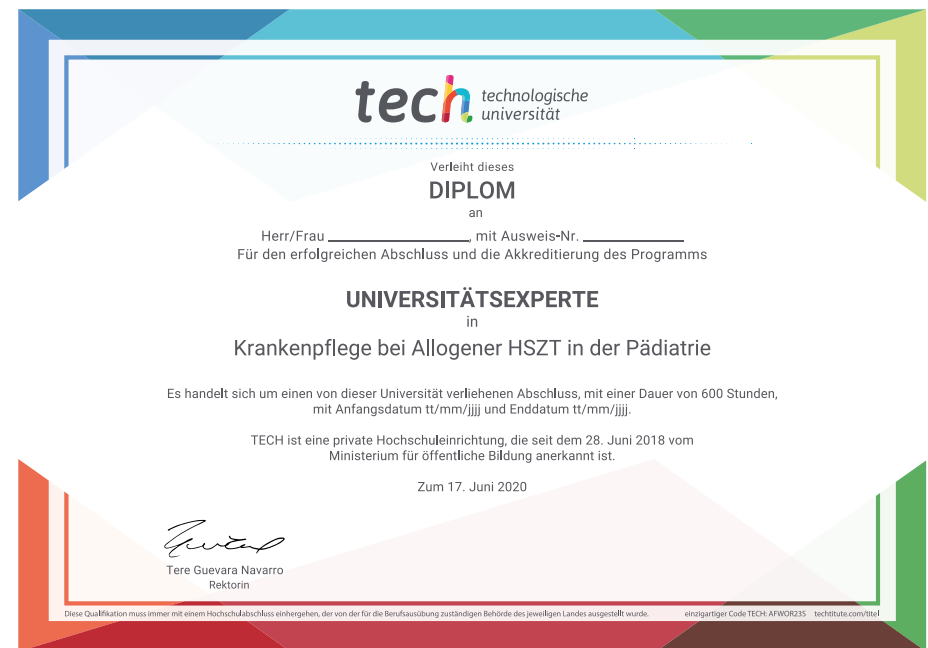 tech technologische
universität
Verleiht dieses
DIPLOM
an
Herr/Frau ____________________, mit Ausweis-Nr. ______________
Für den erfolgreichen Abschluss und die Akkreditierung des Programms
UNIVERSITÄTSEXPERTE
in
Krankenpflege bei Allogener HSZT in der Pädiatrie
Es handelt sich um einen von dieser Universität verliehenen Abschluss, mit einer Dauer von 600 Stunden,
mit Anfangsdatum tt/mm/jjjj und Enddatum tt/mm/jjjj.
TECH ist eine private Hochschuleinrichtung, die seit dem 28. Juni 2018 vom
Ministerium für öffentliche Bildung anerkannt ist.
Zum 17. Juni 2020
Tere Guevara Navarro
Rektorin
Diese Qualifikation muss immer mit einem Hochschulabschluss einhergehen, der von der für die Berufsausübung zuständigen Behörde des jeweiligen Landes ausgestellt wurde. einzigartiger Code TECH: AFWOR23S techtitute.com/titel